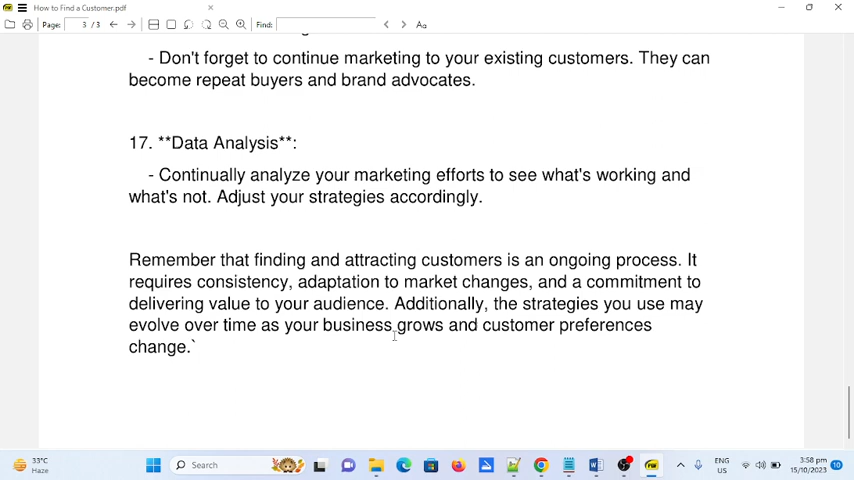 How to Find a Customer.pdf
Page: 3 / 3 Find: Aa
- Don't forget to continue marketing to your existing customers. They can
become repeat buyers and brand advocates.
17. **Data Analysis**:
- Continually analyze your marketing efforts to see what's working and
what's not. Adjust your strategies accordingly.
Remember that finding and attracting customers is an ongoing process. It
requires consistency, adaptation to market changes, and a commitment to
delivering value to your audience. Additionally, the strategies you use may
evolve over time as your business grows and customer preferences
change.`
33°C
Haze
Search
ENG
US
3:58 pm
15/10/2023
10